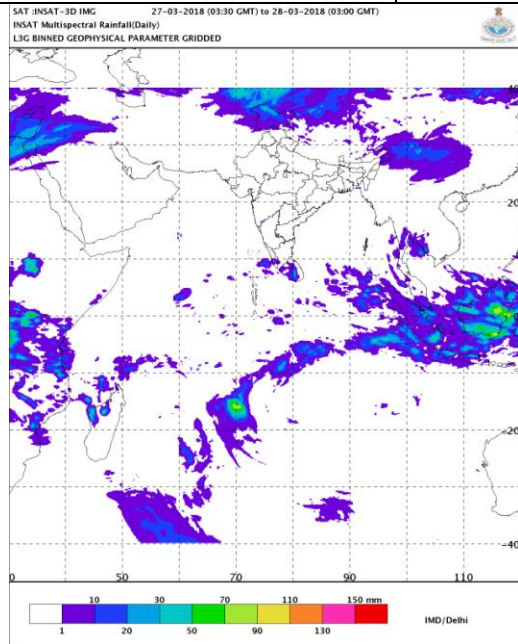 SAT :INSAT-3D IMG 27-03-2018 (03:30 GMT) to 28-03-2018 (03:00 GMT)
INSAT Multispectral Rainfall(Daily)
L3G BINNED GEOPHYSICAL PARAMETER GRIDDED
40
20
0
-20
-40
0 50 70 90 110
10 30 70 110 150 mm
1 20 50 90 130
IMD/Delhi